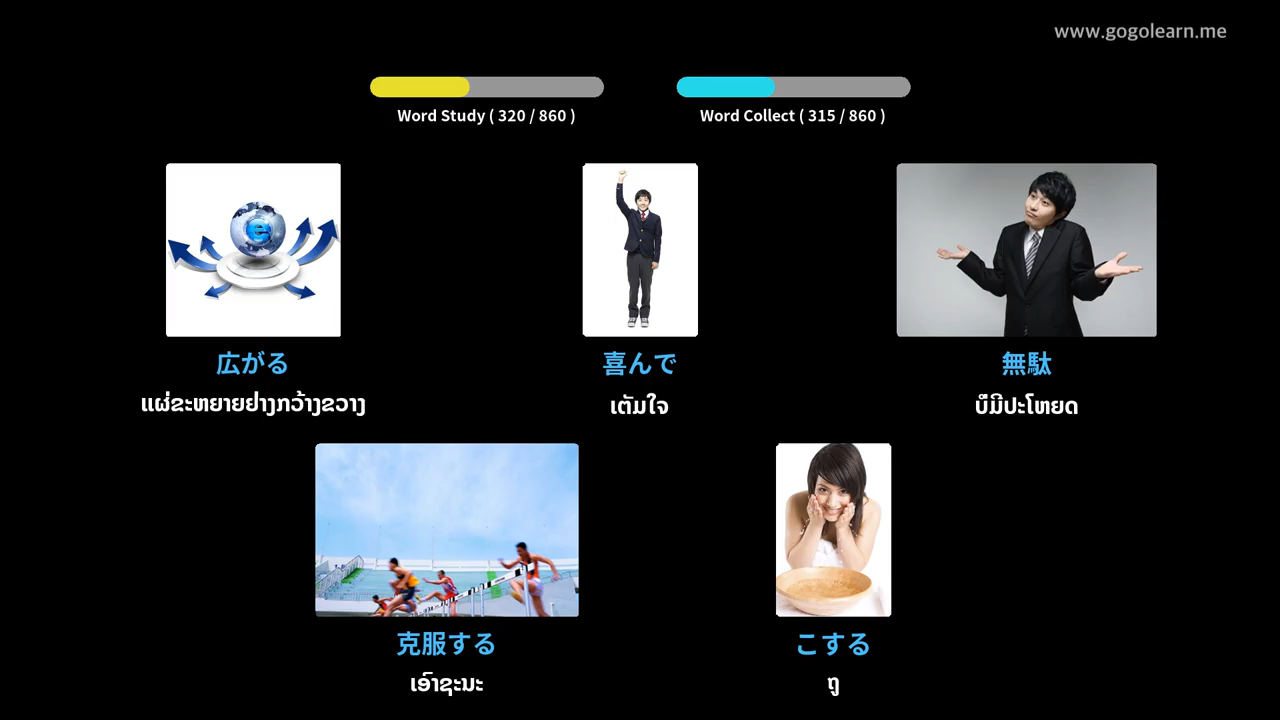 www.gogolearn.me
Word Study ( 320 / 860 )
Word Collect ( 315 / 860 )
広がる
ແຜ່ຂະຫຍາຍຢ່າງກວ້າງຂວາງ
喜んで
ເຕັມໃຈ
無駄
ບໍ່ມີປະໂຫຍດ
克服する
ເອົາຊະນະ
こする
ຖູ